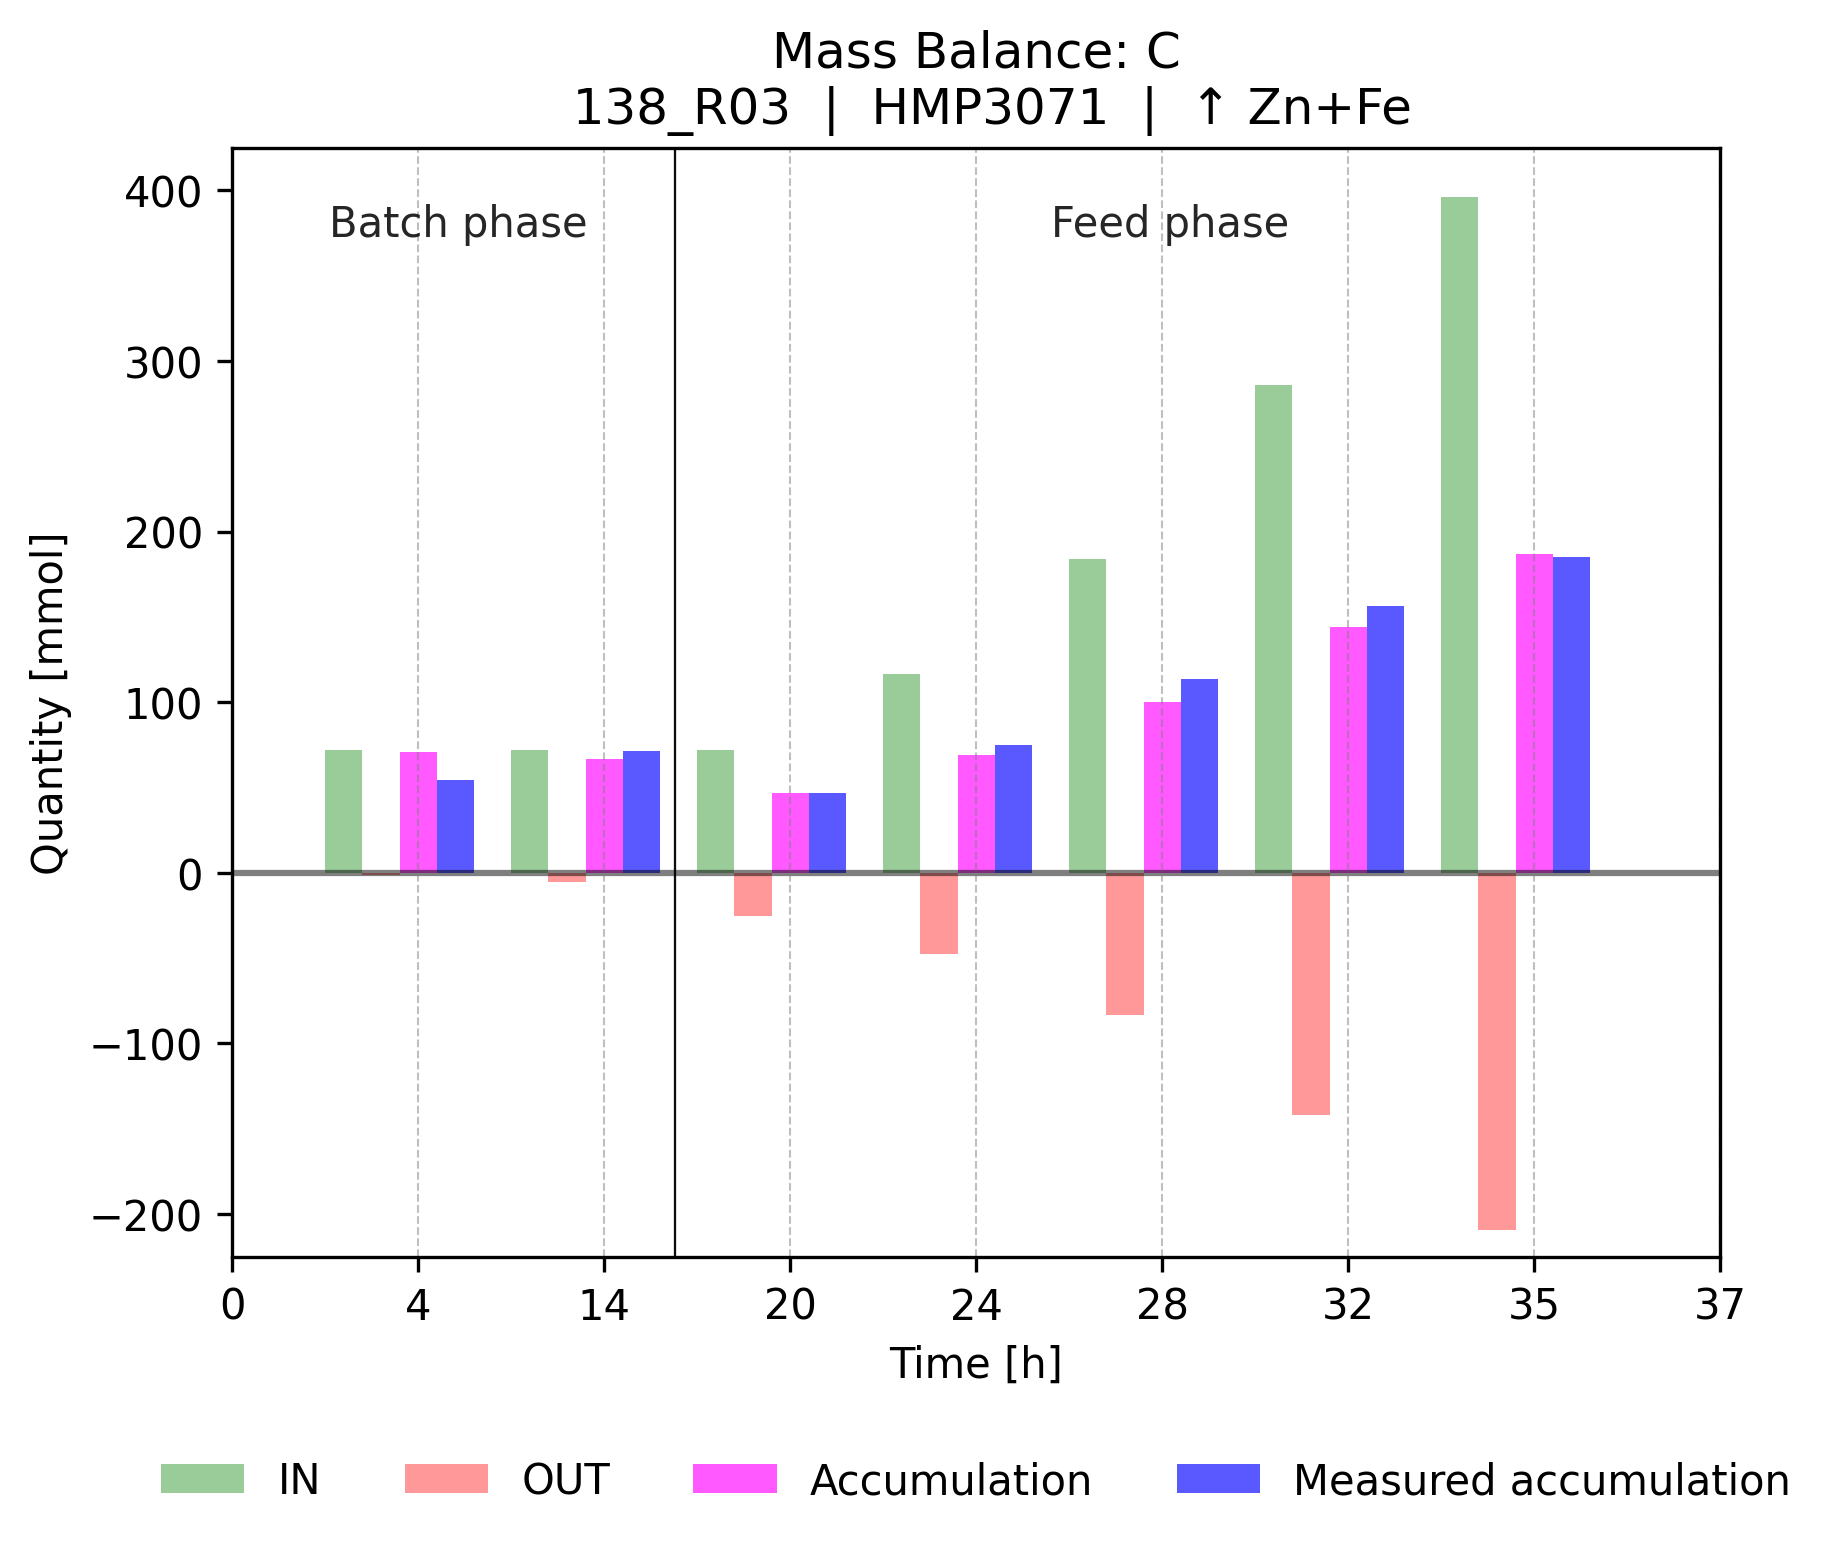 Mass Balance: C
138_R03 | HMP3071 | ↑ Zn+Fe
Batch phase
Feed phase
400
300
200
100
0
−100
−200
Quantity [mmol]
0 4 14 20 24 28 32 35 37
Time [h]
IN OUT Accumulation Measured accumulation